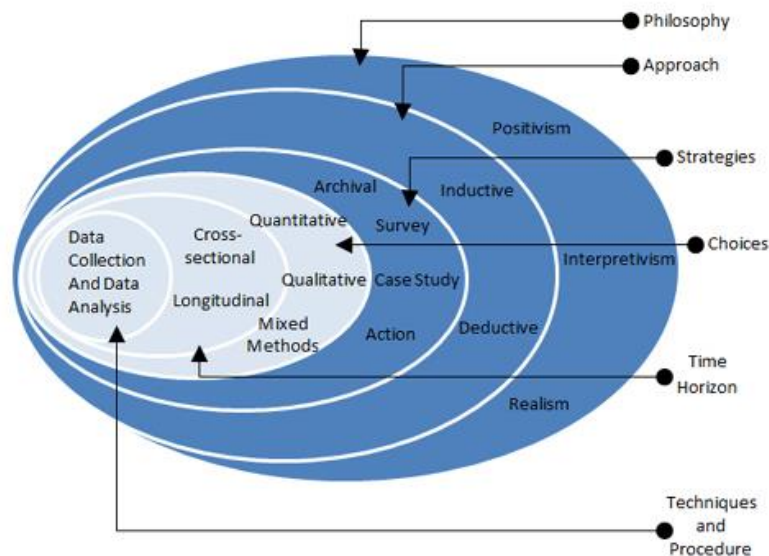 Philosophy
Approach
Positivism
Strategies
Archival
Inductive
Quantitative
Survey
Data
Collection
And Data
Analysis
Cross-
sectional
Choices
Interpretivism
Qualitative
Case Study
Longitudinal
Mixed
Methods
Action
Deductive
Time
Horizon
Realism
Techniques
and
Procedure